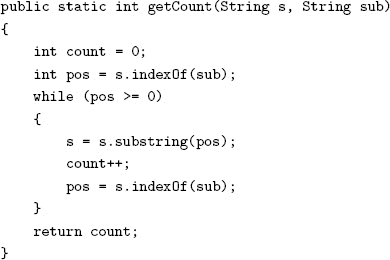 public static int getCount(String s, String sub)
{
    int count = 0;
    int pos = s.indexOf(sub);
    while (pos >= 0)
    {
        s = s.substring(pos);
        count++;
        pos = s.indexOf(sub);
    }
    return count;
}